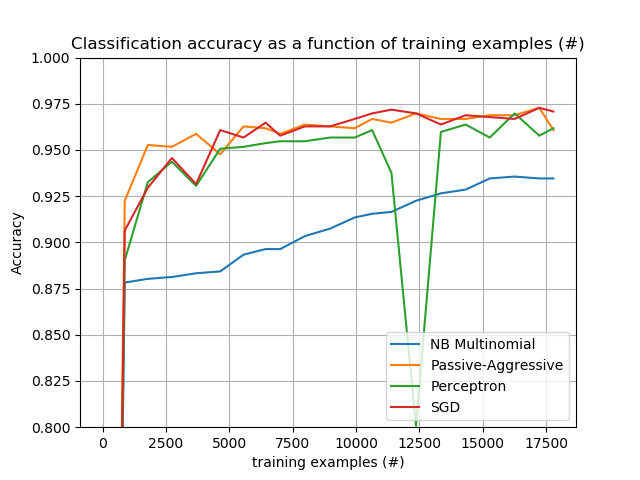 Classification accuracy as a function of training examples (#)
1.000
0.975
0.950
0.925
0.900
0.875
0.850
0.825
0.800
Accuracy
NB Multinomial
Passive-Aggressive
Perceptron
SGD
0 2500 5000 7500 10000 12500 15000 17500
training examples (#)